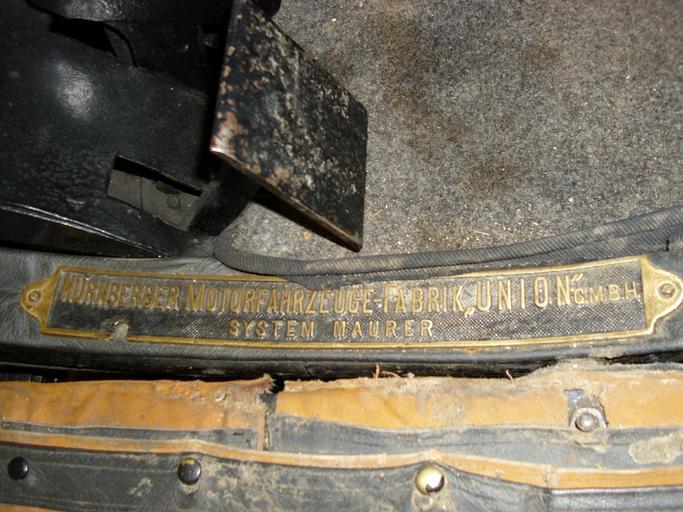 NÜRNBERGER MOTORFAHRZEUGE-FABRIK „UNION“ G.M.B.H.
SYSTEM MAURER